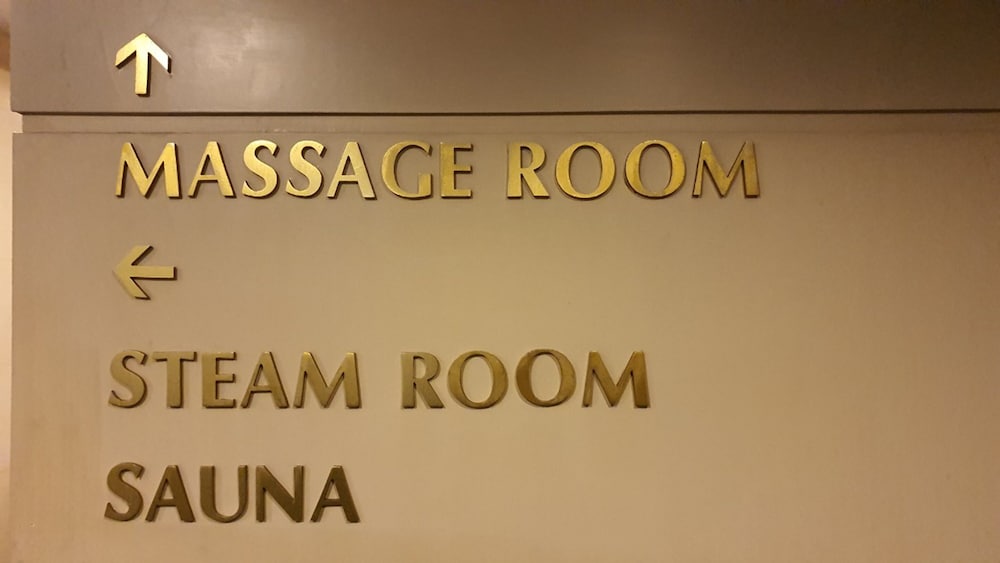 ↑
MASSAGE ROOM
←
STEAM ROOM
SAUNA